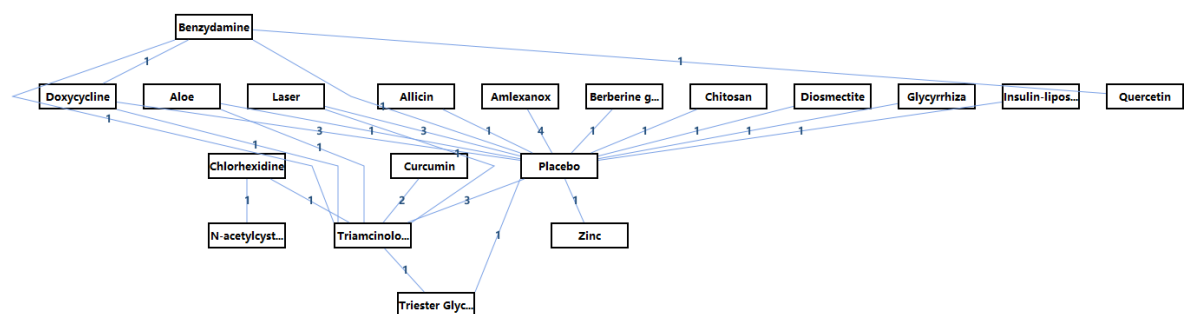 Benzydamine
1
1
Doxycycline Aloe Laser Allicin Amlexanox Berberine g... Chitosan Diosmectite Glycyrrhiza Insulin-lipos... Quercetin
1
1 3 1 3 1 4 1 1 1 1 1
1 1 1
Chlorhexidine Curcumin Placebo
1 1 2 3 1
N-acetylcyst... Triamcinolo... Zinc
1 1
Triester Glyc...